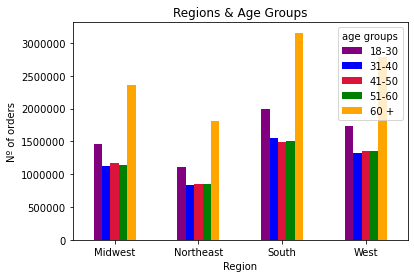 Regions & Age Groups
Nº of orders
3000000
2500000
2000000
1500000
1000000
500000
0
age groups
18-30
31-40
41-50
51-60
60 +
Midwest
Northeast
South
West
Region